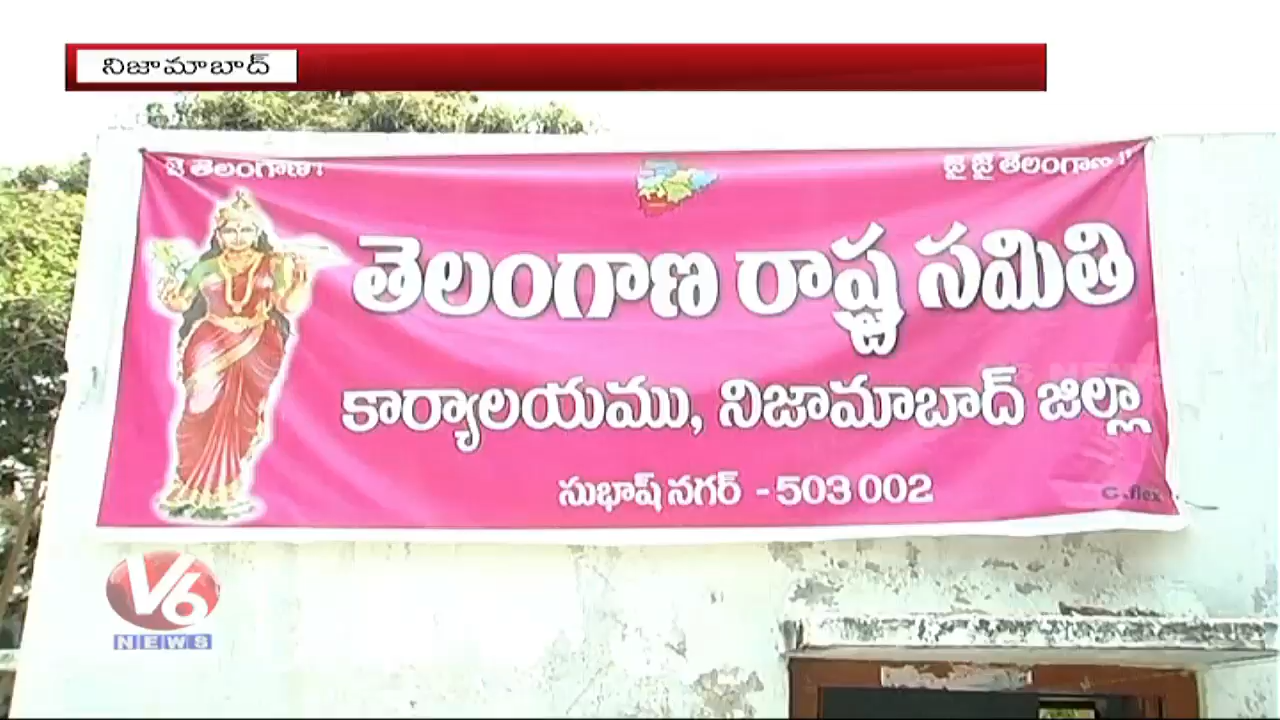 నిజామాబాద్
జై తెలంగాణ! జై జై తెలంగాణ!!
తెలంగాణ రాష్ట్ర సమితి
కార్యాలయము, నిజామాబాద్ జిల్లా
సుభాష్ నగర్ - 503 002
flex
V6
NEWS